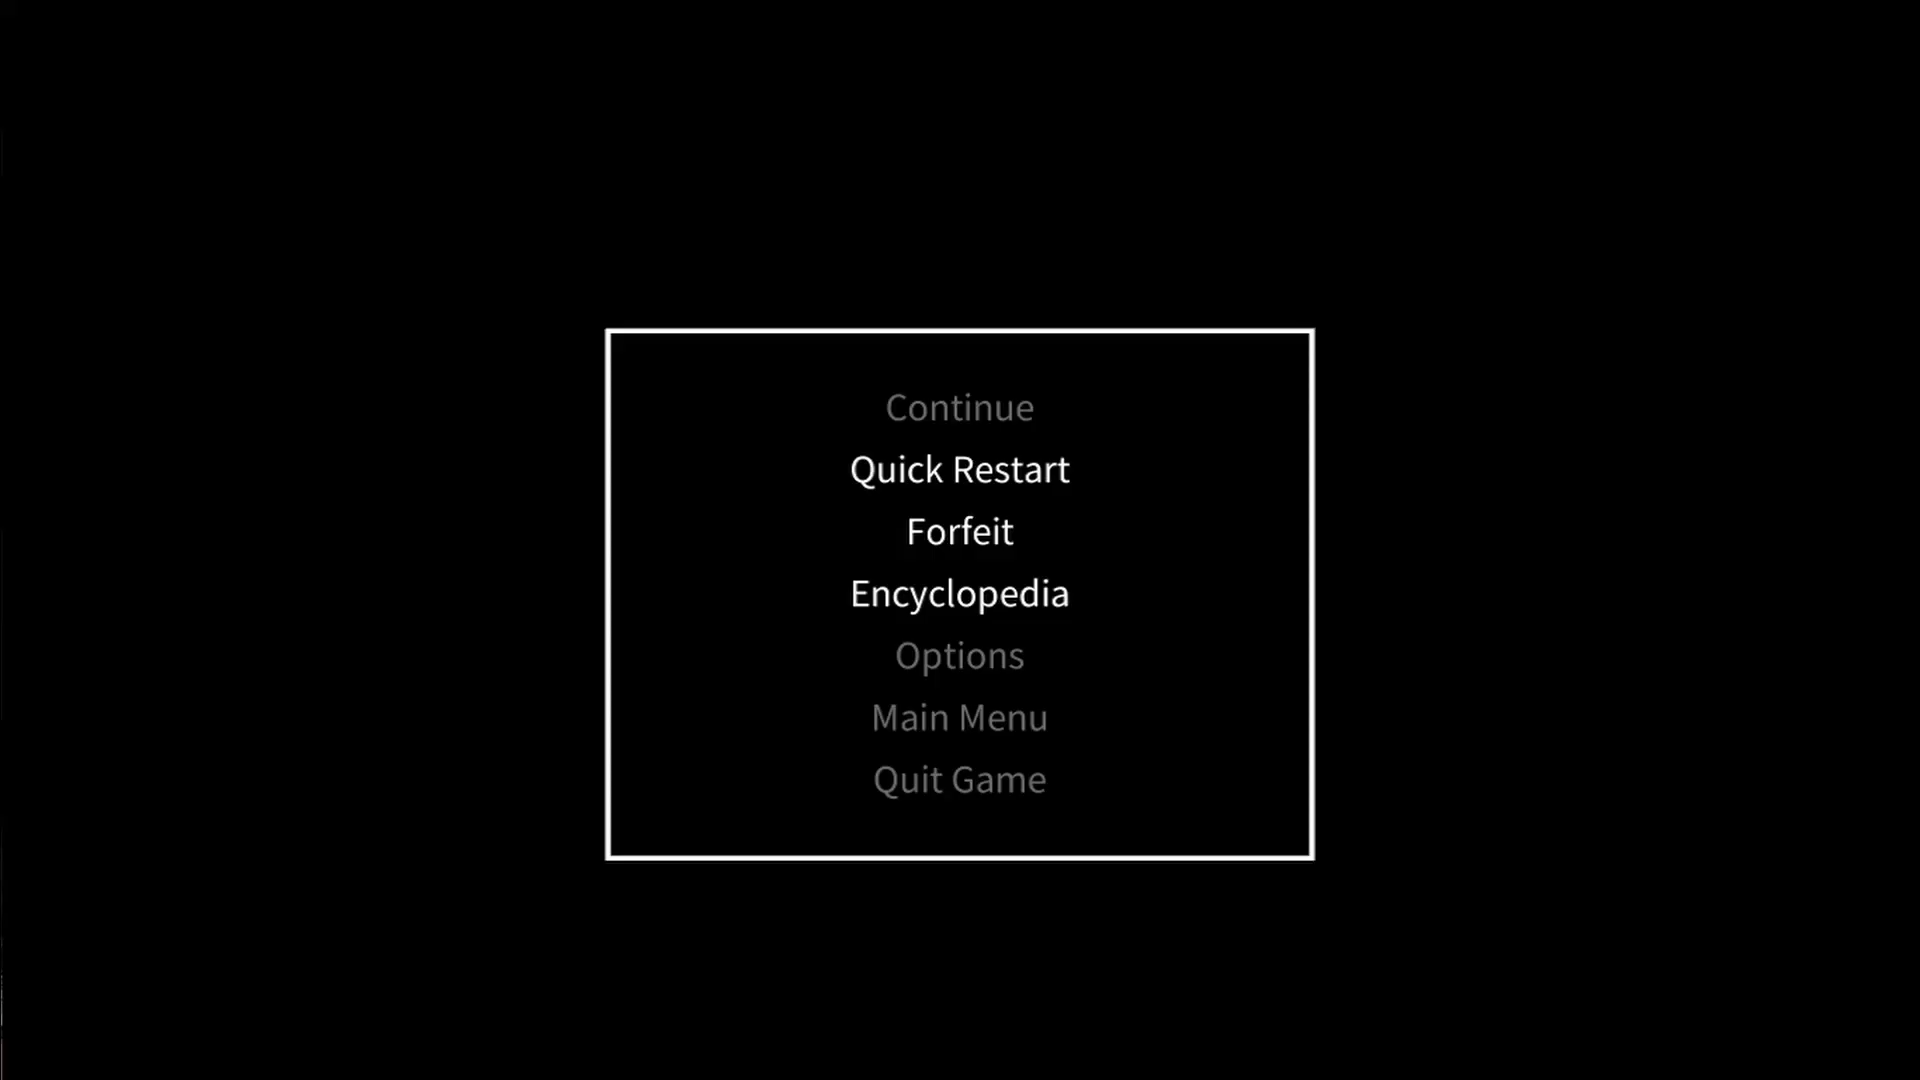 Continue
Quick Restart
Forfeit
Encyclopedia
Options
Main Menu
Quit Game